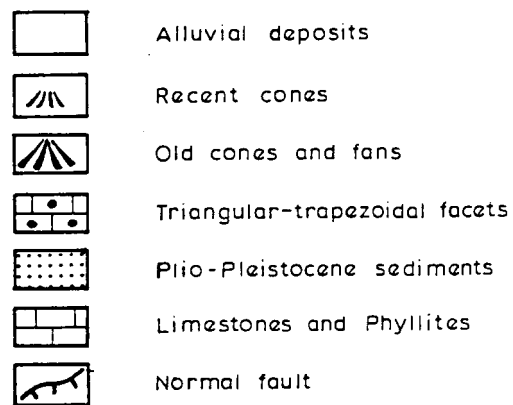 Alluvial deposits
Recent cones
Old cones and fans
Triangular-trapezoidal facets
Plio-Pleistocene sediments
Limestones and Phyllites
Normal fault